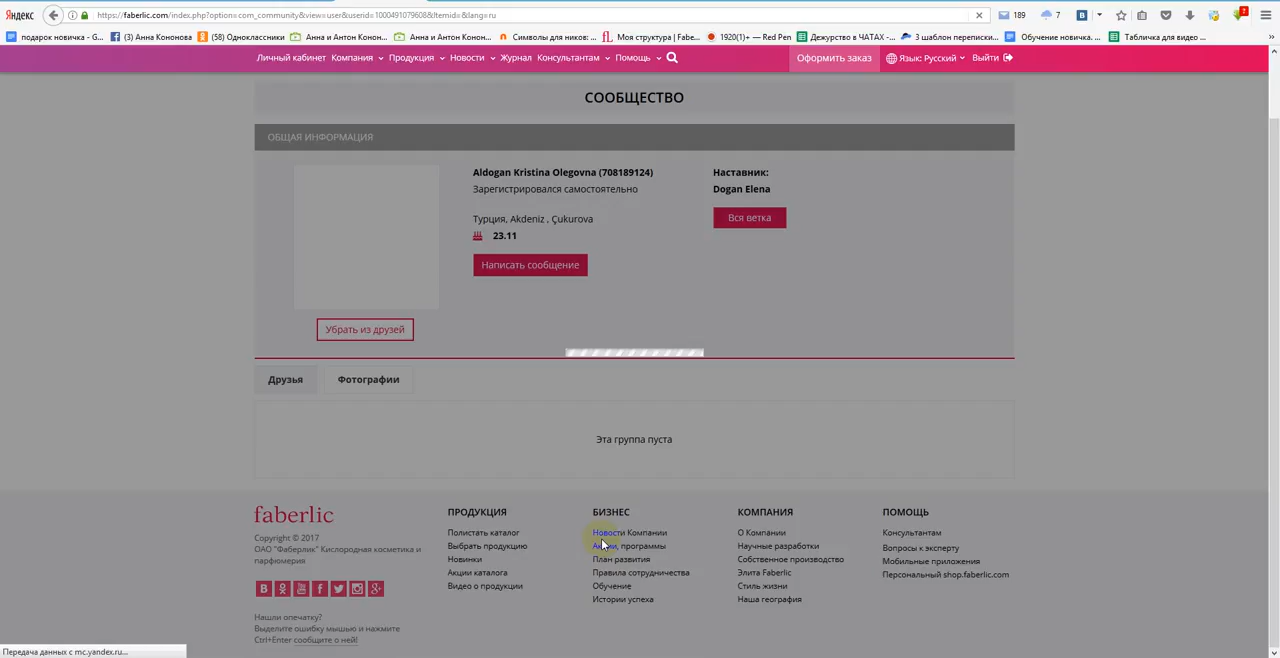 Яндекс
https://faberlic.com/index.php?option=com_community&view=user&userid=1000491079608&Itemid=&lang=ru
189
7
7
подарок новичка - G...
(3) Анна Кононова
(58) Одноклассники
Анна и Антон Конон...
Анна и Антон Конон...
Символы для ников: ...
Моя структура | Fabe...
1920(1)+ — Red Pen
Дежурство в ЧАТАХ -...
3 шаблон переписки...
Обучение новичка. ...
Табличка для видео ...
Личный кабинет Компания Продукция Новости Журнал Консультантам Помощь
Оформить заказ
Язык: Русский
Выйти
СООБЩЕСТВО
ОБЩАЯ ИНФОРМАЦИЯ
Aldogan Kristina Olegovna (708189124)
Зарегистрировался самостоятельно
Турция, Akdeniz , Çukurova
23.11
Написать сообщение
Наставник:
Dogan Elena
Вся ветка
Убрать из друзей
Друзья
Фотографии
Эта группа пуста
faberlic
Copyright © 2017
ОАО "Фаберлик" Кислородная косметика и
парфюмерия
Нашли опечатку?
Выделите ошибку мышью и нажмите
Ctrl+Enter сообщите о ней!
ПРОДУКЦИЯ
Полистать каталог
Выбрать продукцию
Новинки
Акции каталога
Видео о продукции
БИЗНЕС
Новости Компании
Акции, программы
План развития
Правила сотрудничества
Обучение
Истории успеха
КОМПАНИЯ
О Компании
Научные разработки
Собственное производство
Элита Faberlic
Стиль жизни
Наша география
ПОМОЩЬ
Консультантам
Вопросы к эксперту
Мобильные приложения
Персональный shop.faberlic.com
Передача данных с mc.yandex.ru...